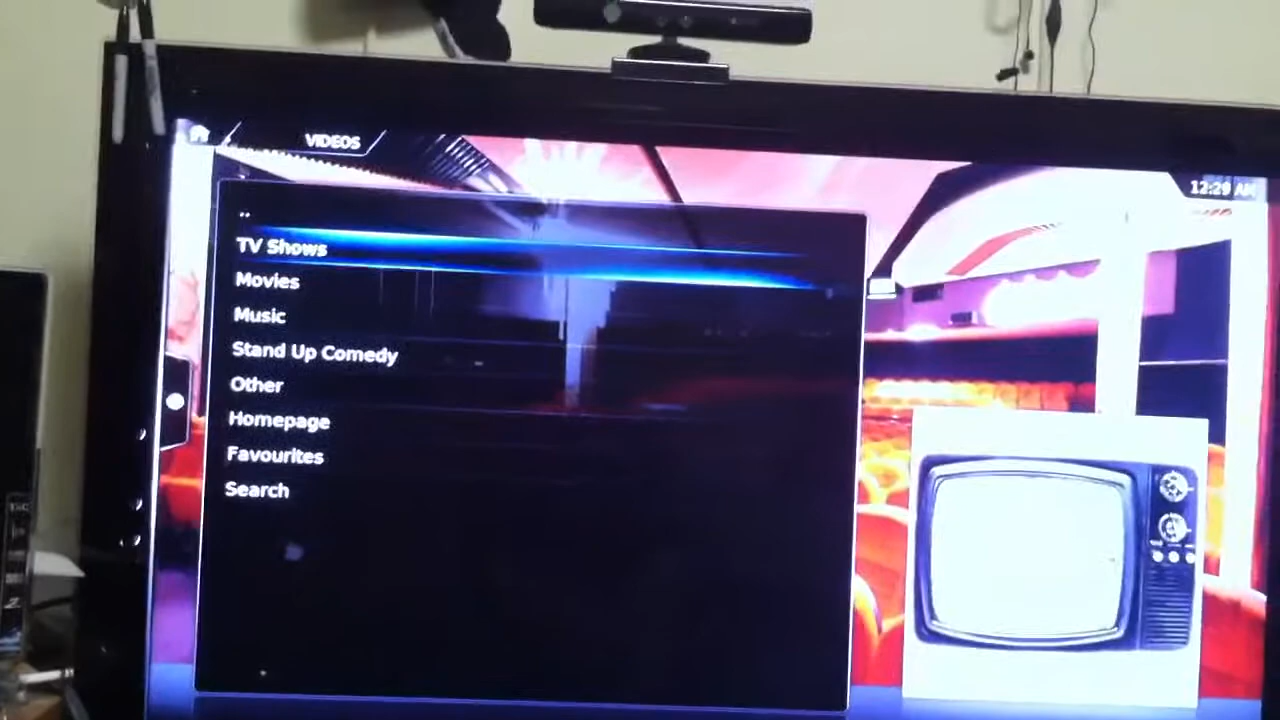 VIDEOS
12:29 AM
..
TV Shows
Movies
Music
Stand Up Comedy
Other
Homepage
Favourites
Search